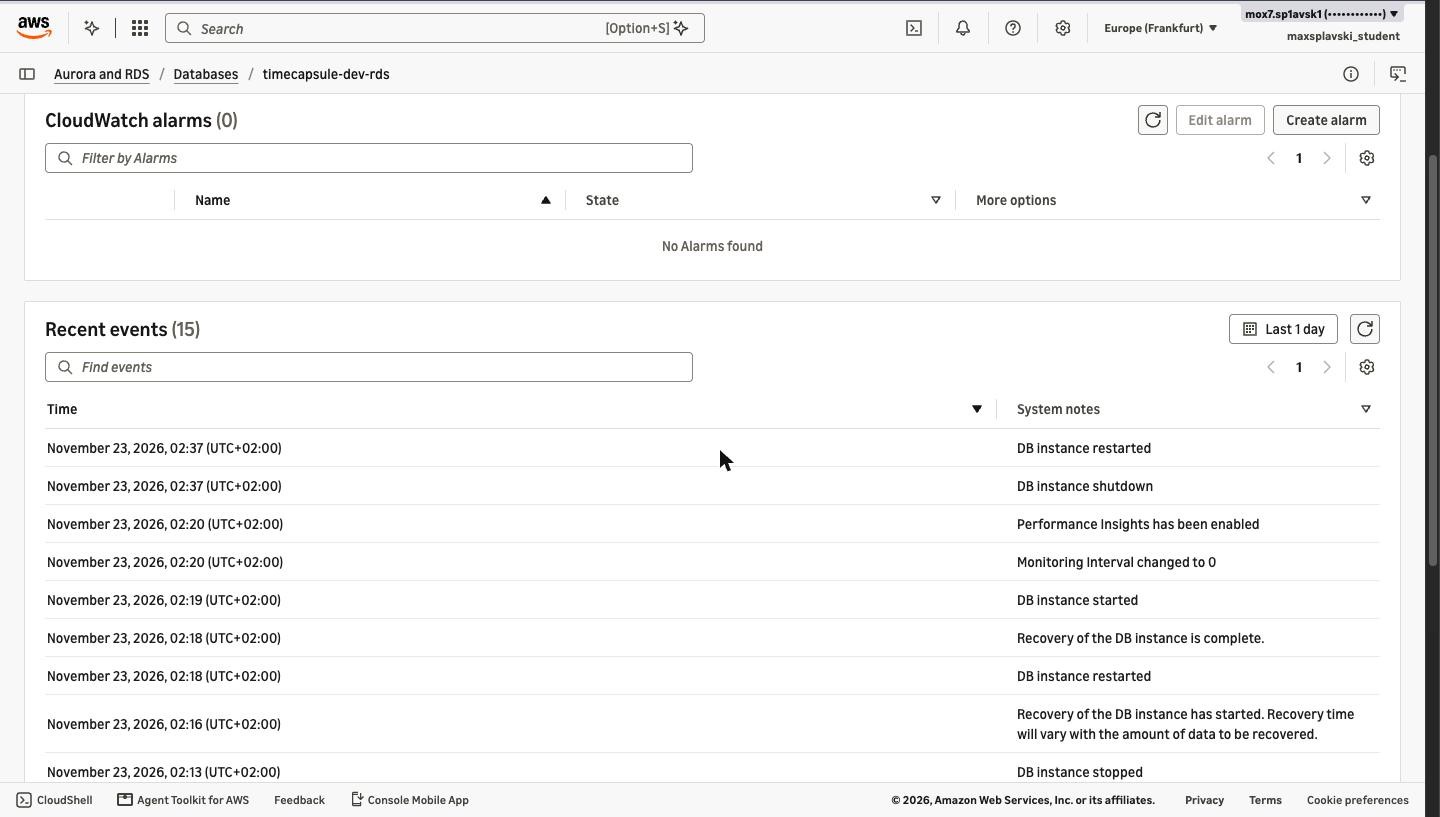 aws
Search [Option+S]
Europe (Frankfurt)
mox7.sp1avsk1 (············)
maxsplavski_student
Aurora and RDS / Databases / timecapsule-dev-rds
CloudWatch alarms (0)
Edit alarm
Create alarm
Filter by Alarms
1
Name State More options
No Alarms found
Recent events (15)
Last 1 day
Find events
1
Time System notes
November 23, 2026, 02:37 (UTC+02:00) DB instance restarted
November 23, 2026, 02:37 (UTC+02:00) DB instance shutdown
November 23, 2026, 02:20 (UTC+02:00) Performance Insights has been enabled
November 23, 2026, 02:20 (UTC+02:00) Monitoring Interval changed to 0
November 23, 2026, 02:19 (UTC+02:00) DB instance started
November 23, 2026, 02:18 (UTC+02:00) Recovery of the DB instance is complete.
November 23, 2026, 02:18 (UTC+02:00) DB instance restarted
November 23, 2026, 02:16 (UTC+02:00) Recovery of the DB instance has started. Recovery time
will vary with the amount of data to be recovered.
November 23, 2026, 02:13 (UTC+02:00) DB instance stopped
CloudShell Agent Toolkit for AWS Feedback Console Mobile App © 2026, Amazon Web Services, Inc. or its affiliates. Privacy Terms Cookie preferences